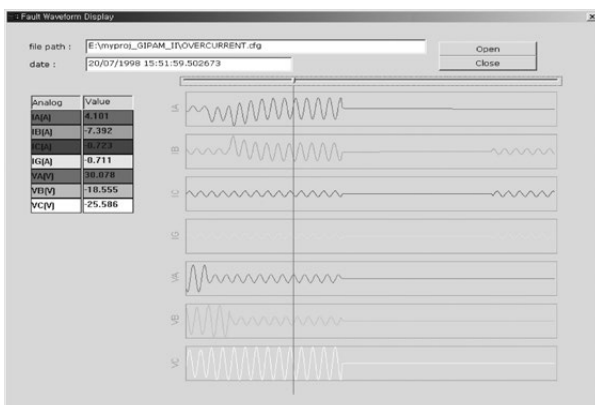 Fault Waveform Display
file path : E:\myproj_GIPAM_II\OVERCURRENT.cfg
Open
date : 20/07/1998 15:51:59.502673
Close
Analog Value
IA[A] 4.101
IB[A] -7.392
IC[A] -0.723
IG[A] -0.711
VA[V] 38.078
VB[V] -18.555
VC[V] -25.586
IA
IB
IC
IG
VA
VB
VC